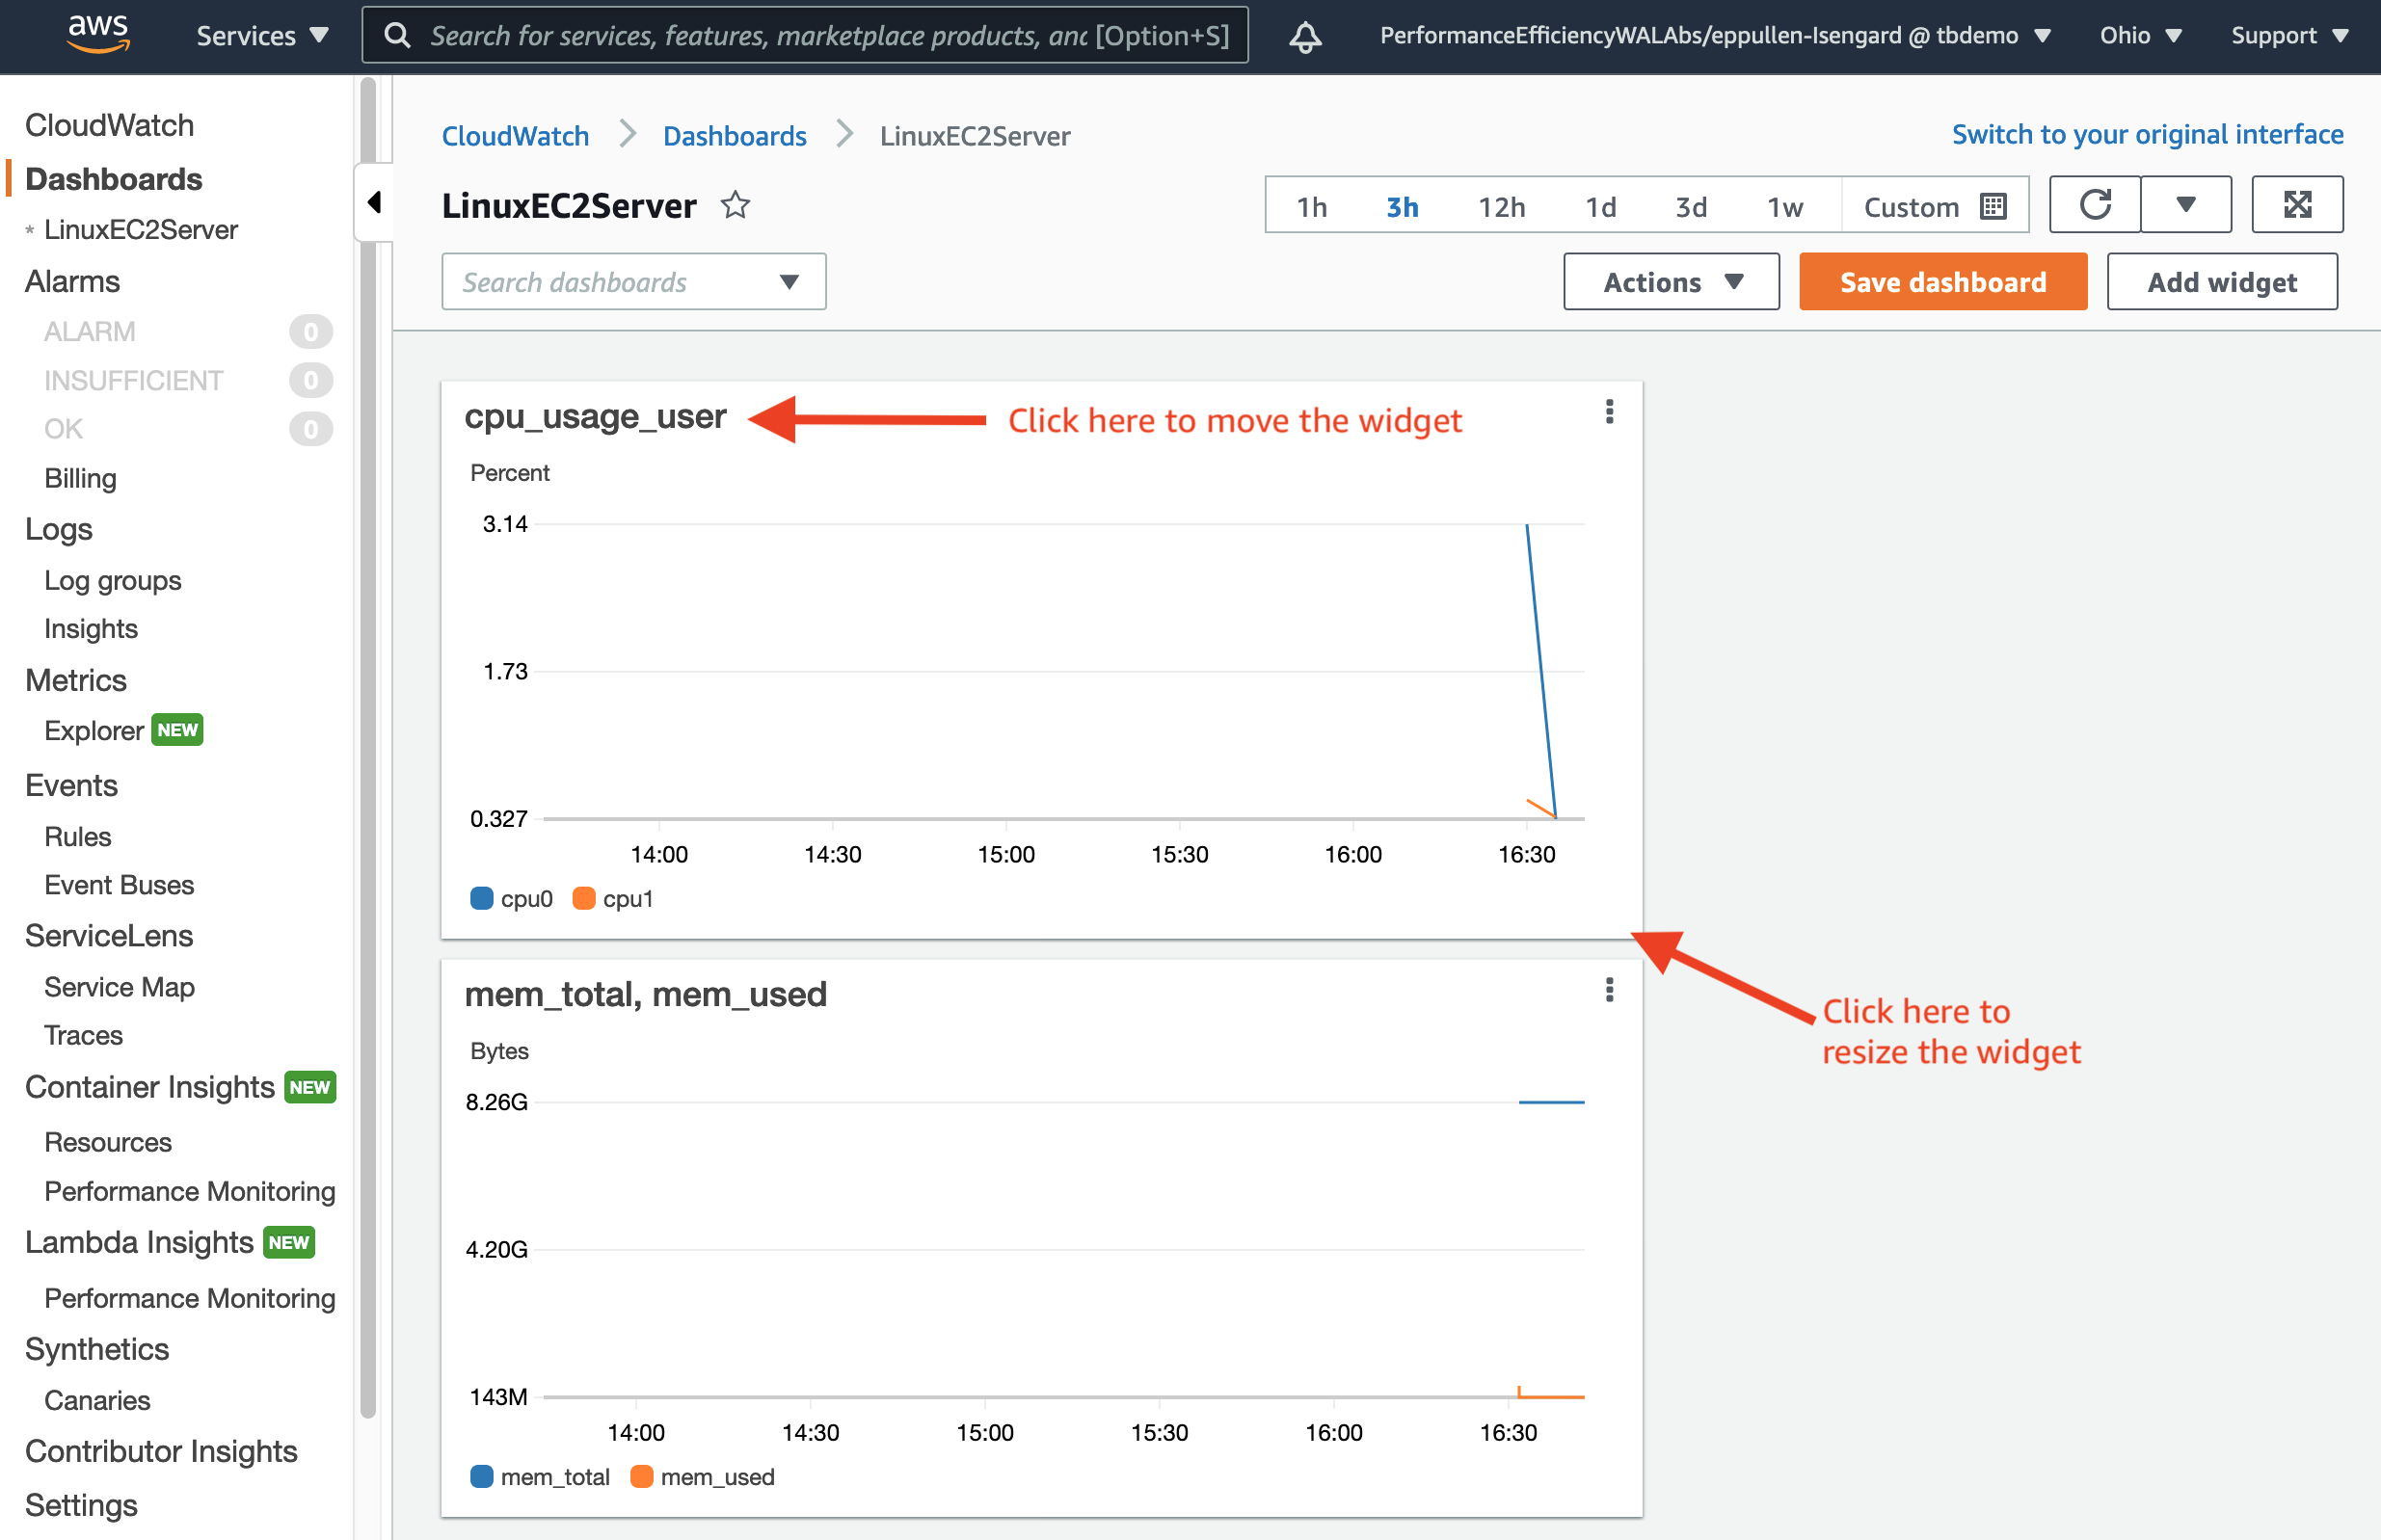 aws Services Search for services, features, marketplace products, and [Option+S] PerformanceEfficiencyWALAbs/eppullen-Isengard @ tbdemo Ohio Support
CloudWatch
Dashboards
* LinuxEC2Server
Alarms
ALARM 0
INSUFFICIENT 0
OK 0
Billing
Logs
Log groups
Insights
Metrics
Explorer NEW
Events
Rules
Event Buses
ServiceLens
Service Map
Traces
Container Insights NEW
Resources
Performance Monitoring
Lambda Insights NEW
Performance Monitoring
Synthetics
Canaries
Contributor Insights
Settings
CloudWatch Dashboards LinuxEC2Server
Switch to your original interface
LinuxEC2Server
1h 3h 12h 1d 3d 1w Custom
Search dashboards
Actions Save dashboard Add widget
cpu_usage_user
Click here to move the widget
Percent
3.14
1.73
0.327
14:00 14:30 15:00 15:30 16:00 16:30
cpu0 cpu1
Click here to
resize the widget
mem_total, mem_used
Bytes
8.26G
4.20G
143M
14:00 14:30 15:00 15:30 16:00 16:30
mem_total mem_used